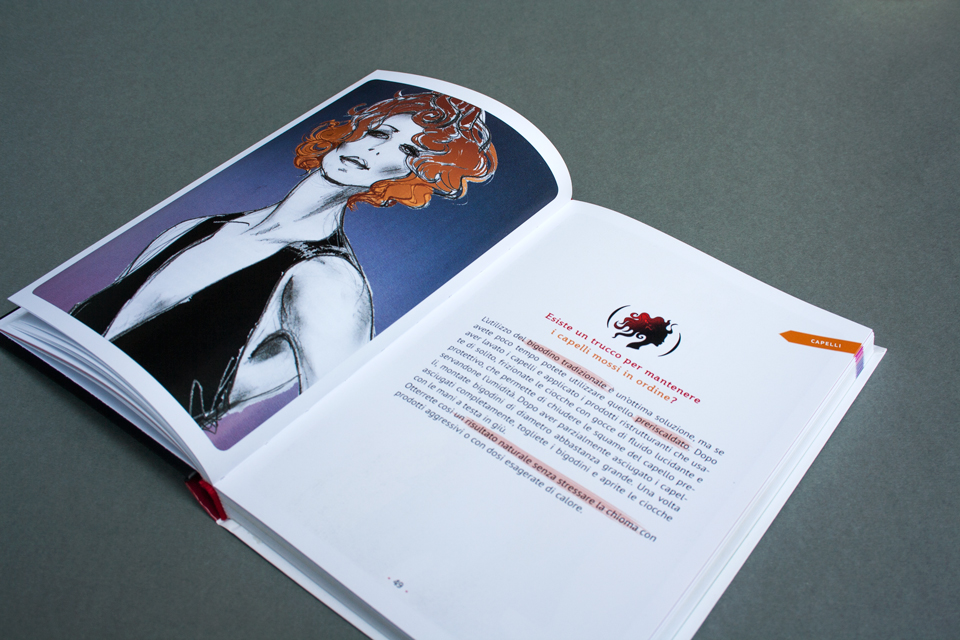 CAPELLI
Esiste un trucco per mantenere
i capelli mossi in ordine?
L'utilizzo del bigodino tradizionale è un'ottima soluzione, ma se
avete poco tempo potete utilizzare quello preriscaldato. Dopo
aver lavato i capelli e applicato i prodotti ristrutturanti che usa-
te di solito, frizionate le ciocche con gocce di fluido lucidante e
protettivo, che permette di chiudere le squame del capello pre-
servandone l'umidità. Dopo aver parzialmente asciugato i capel-
li, montate bigodini di diametro abbastanza grande. Una volta
asciugati completamente, togliete i bigodini e aprite le ciocche
con le mani a testa in giù.
Otterrete così un risultato naturale senza stressare la chioma con
prodotti aggressivi o con dosi esagerate di calore.
• 49 •